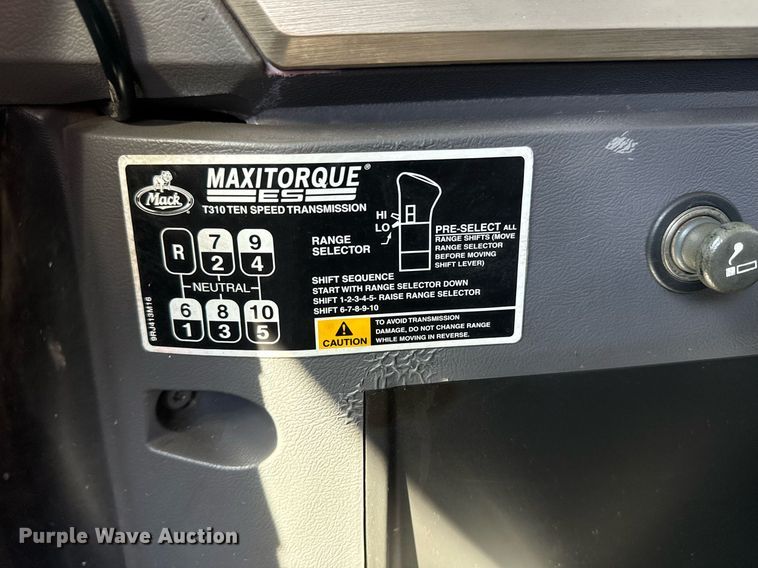 Mack
MAXITORQUE®
ES
T310 TEN SPEED TRANSMISSION
R 7 9
2 4
NEUTRAL
6 8 10
1 3 5
9RJ413M16
HI
LO
RANGE
SELECTOR
PRE-SELECT ALL
RANGE SHIFTS (MOVE
RANGE SELECTOR
BEFORE MOVING
SHIFT LEVER)
SHIFT SEQUENCE
START WITH RANGE SELECTOR DOWN
SHIFT 1-2-3-4-5- RAISE RANGE SELECTOR
SHIFT 6-7-8-9-10
CAUTION
TO AVOID TRANSMISSION
DAMAGE, DO NOT CHANGE RANGE
WHILE MOVING IN REVERSE.
Purple Wave Auction